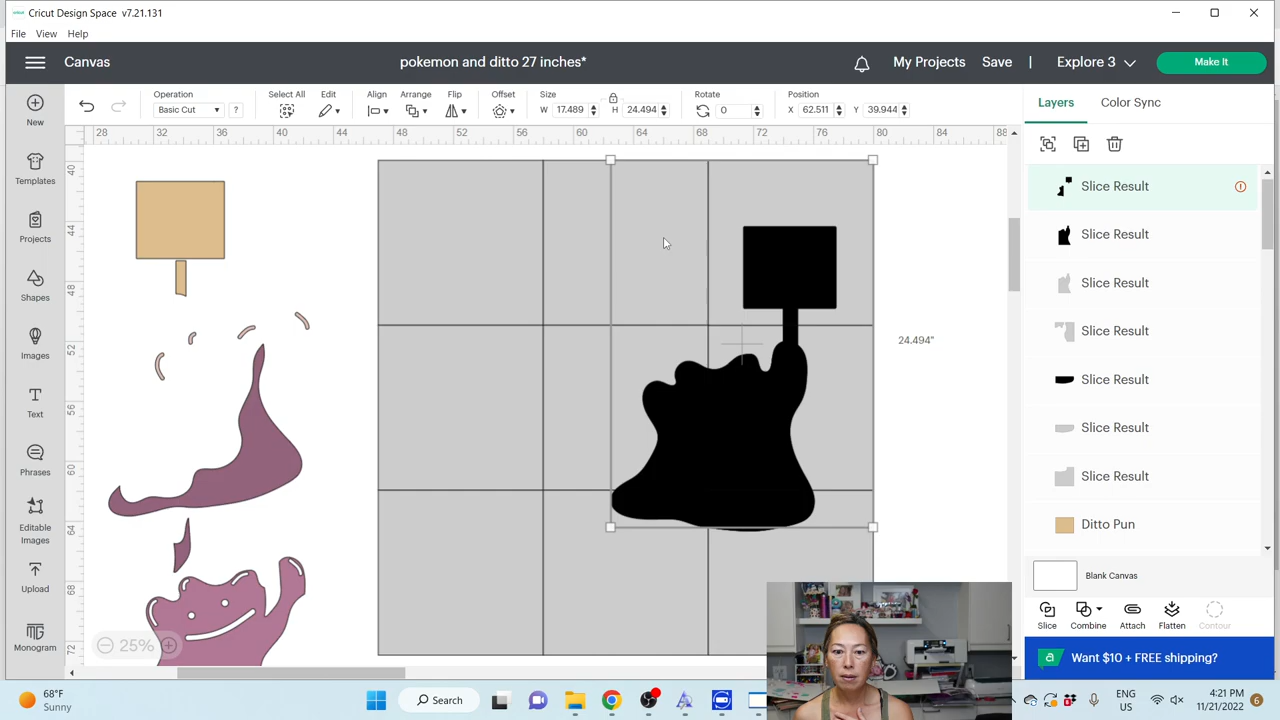 Cricut Design Space v7.21.131
File View Help
Canvas
pokemon and ditto 27 inches*
My Projects Save | Explore 3 Make It
Operation
Basic Cut ?
Select All
Edit
Align
Arrange
Flip
Offset
Size
W 17.489 H 24.494
Rotate
0
Position
X 62.511 Y 39.944
Layers
Color Sync
New
Templates
Projects
Shapes
Images
Text
Phrases
Editable
Images
Upload
Monogram
28 32 36 40 44 48 52 56 60 64 68 72 76 80 84 88
40
44
48
52
56
60
64
68
72
24.494"
25%
Slice Result
Slice Result
Slice Result
Slice Result
Slice Result
Slice Result
Slice Result
Ditto Pun
Blank Canvas
Slice Combine Attach Flatten Contour
a Want $10 + FREE shipping?
68°F
Sunny
Search
ENG
US
4:21 PM
11/21/2022
6